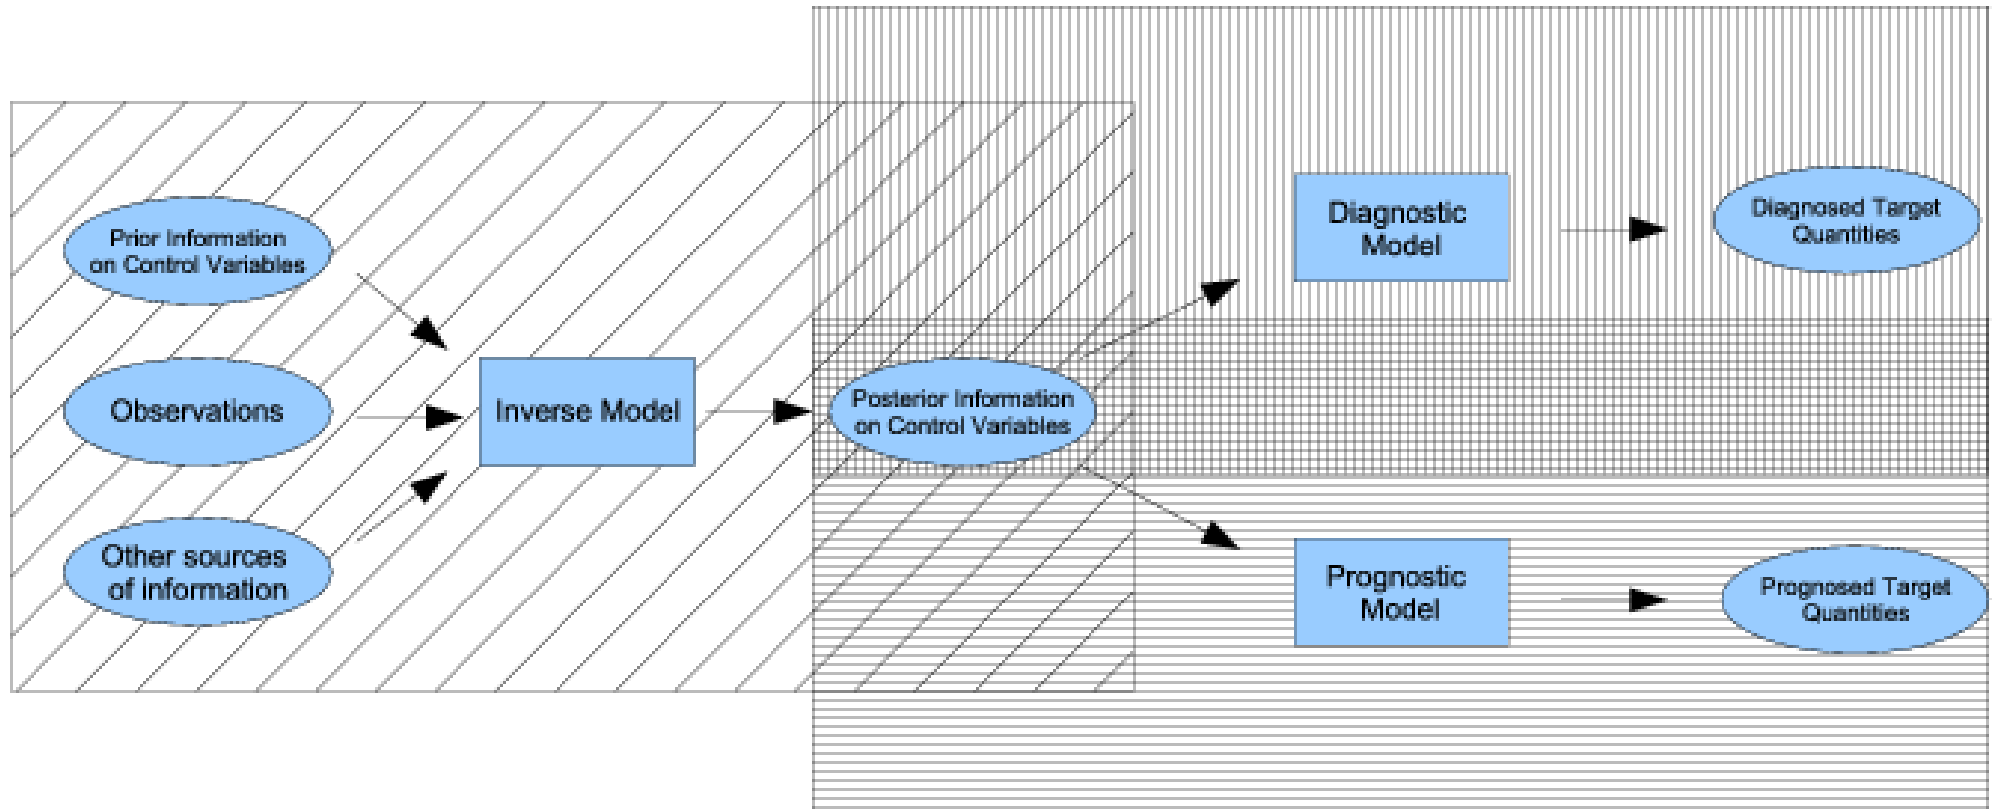 Prior Information
on Control Variables
Observations
Other sources
of information
Inverse Model
Posterior Information
on Control Variables
Diagnostic
Model
Diagnosed Target
Quantities
Prognostic
Model
Prognosed Target
Quantities